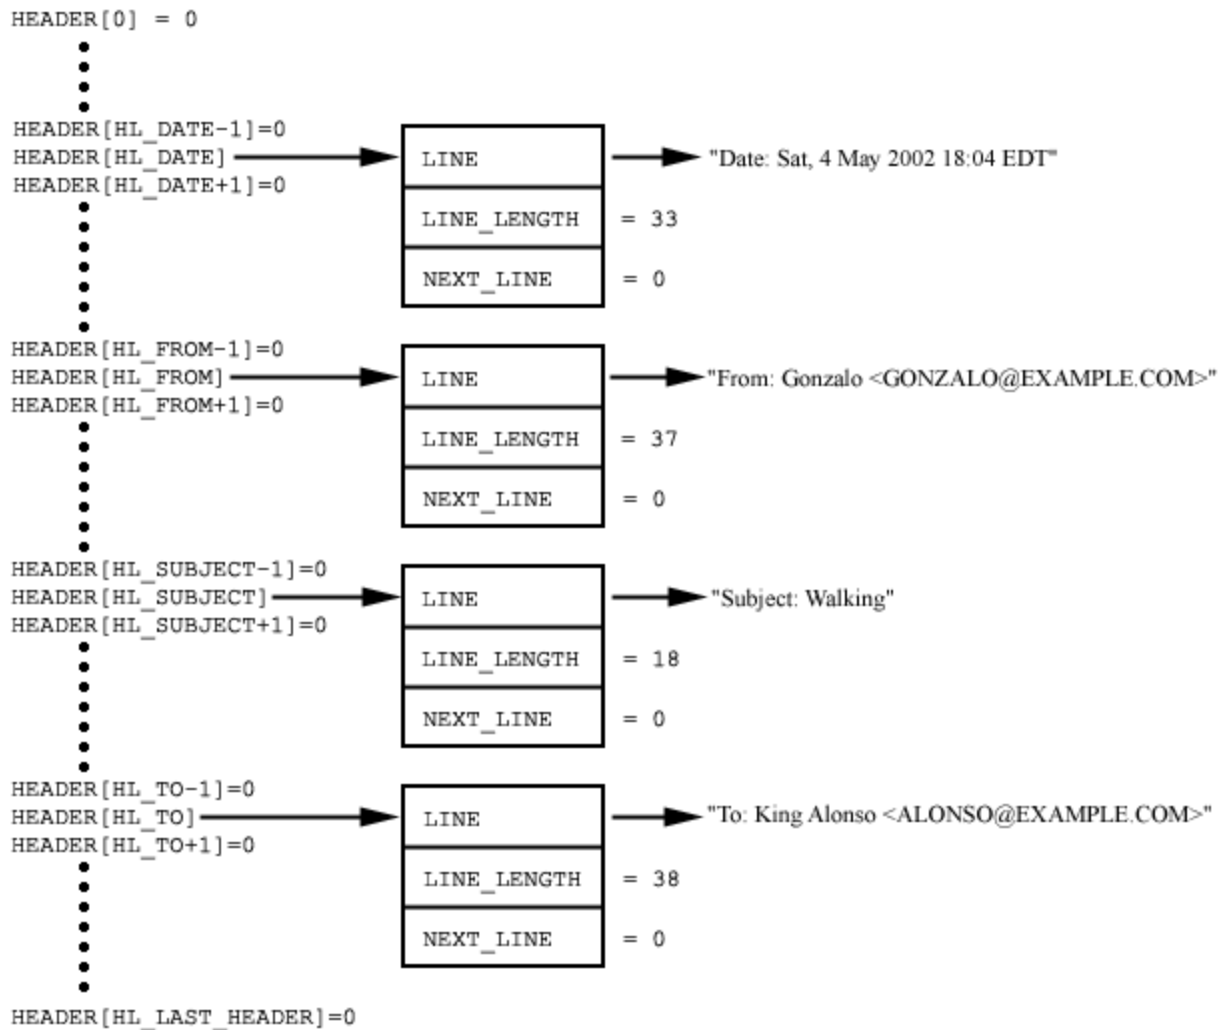 HEADER[0] = 0
HEADER[HL_DATE-1]=0
HEADER[HL_DATE] LINE "Date: Sat, 4 May 2002 18:04 EDT"
HEADER[HL_DATE+1]=0
LINE_LENGTH = 33
NEXT_LINE = 0
HEADER[HL_FROM-1]=0
HEADER[HL_FROM] LINE "From: Gonzalo <GONZALO@EXAMPLE.COM>"
HEADER[HL_FROM+1]=0
LINE_LENGTH = 37
NEXT_LINE = 0
HEADER[HL_SUBJECT-1]=0
HEADER[HL_SUBJECT] LINE "Subject: Walking"
HEADER[HL_SUBJECT+1]=0
LINE_LENGTH = 18
NEXT_LINE = 0
HEADER[HL_TO-1]=0
HEADER[HL_TO] LINE "To: King Alonso <ALONSO@EXAMPLE.COM>"
HEADER[HL_TO+1]=0
LINE_LENGTH = 38
NEXT_LINE = 0
HEADER[HL_LAST_HEADER]=0